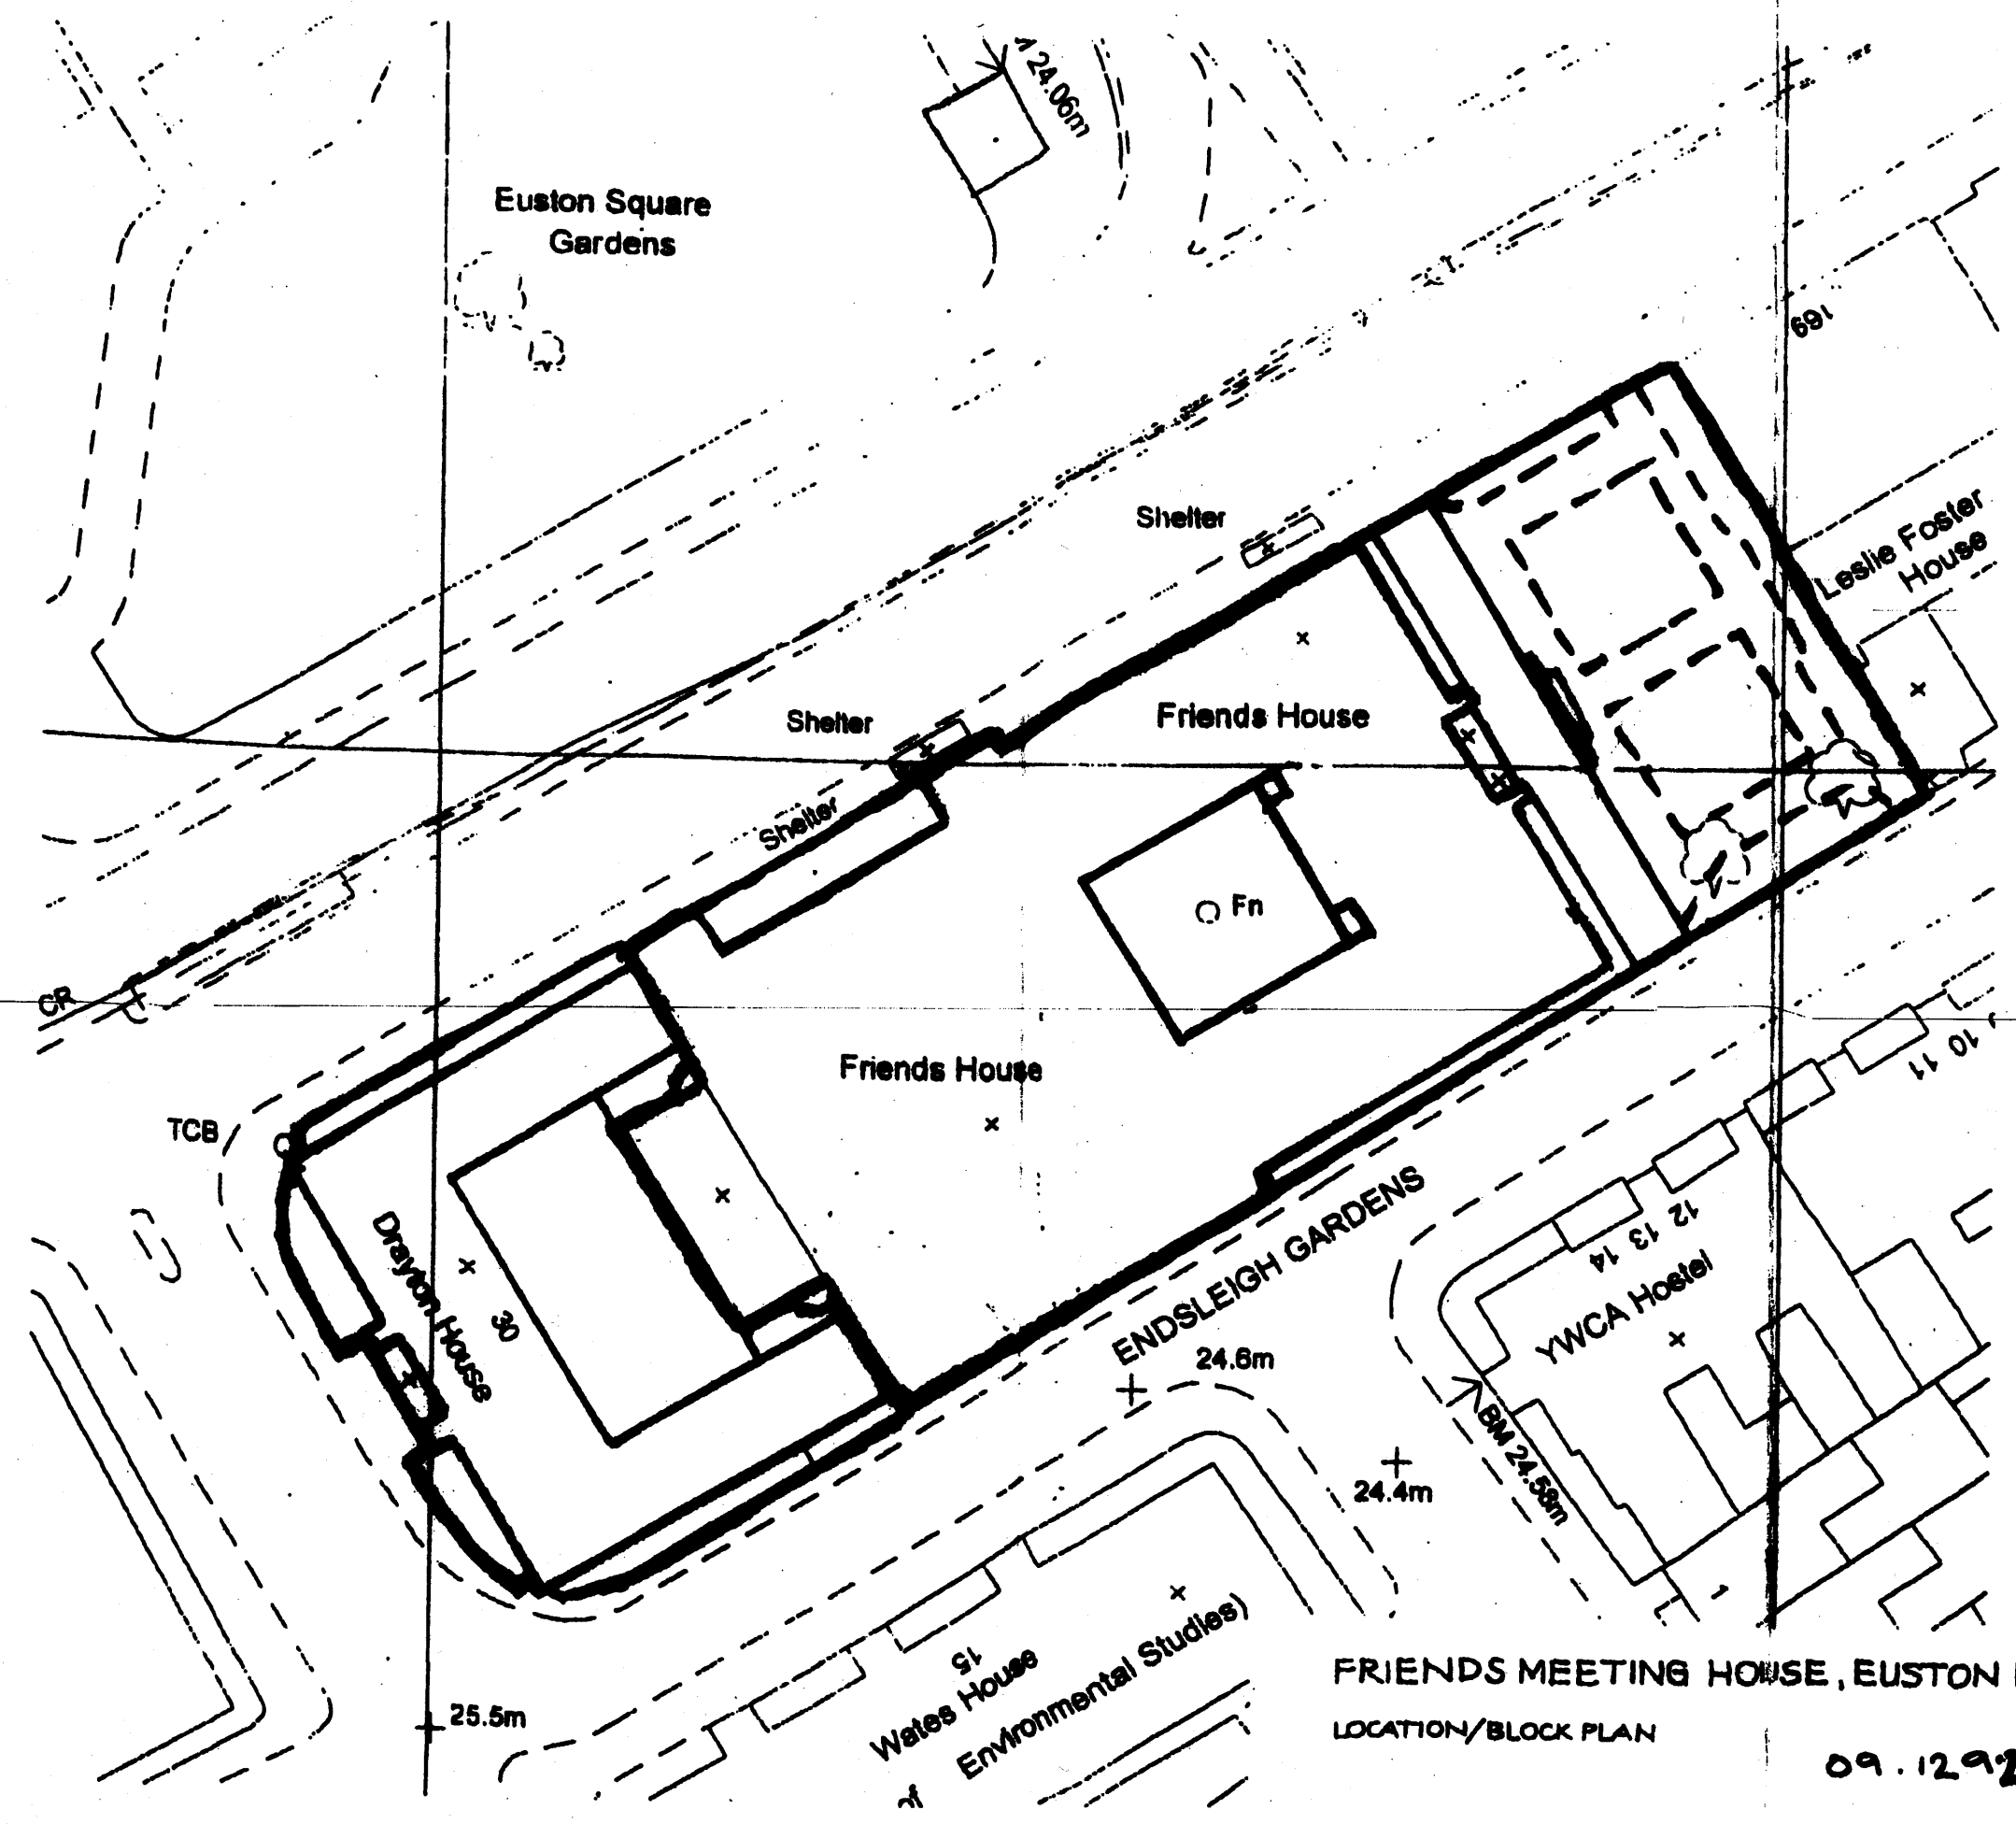 24.06m
Euston Square
Gardens
169
Shelter
Leslie Foster
House
Friends House
Shelter
Shelter
Fn
CR
Friends House
TCB
10
11
12
13
14
YWCA Hostel
Drayton House
30
ENDSLEIGH GARDENS
24.6m
24.4m
BM 24.58m
15
Wates House
Environmental Studies)
of
25.5m
FRIENDS MEETING HOUSE, EUSTON
LOCATION/BLOCK PLAN
09.1292